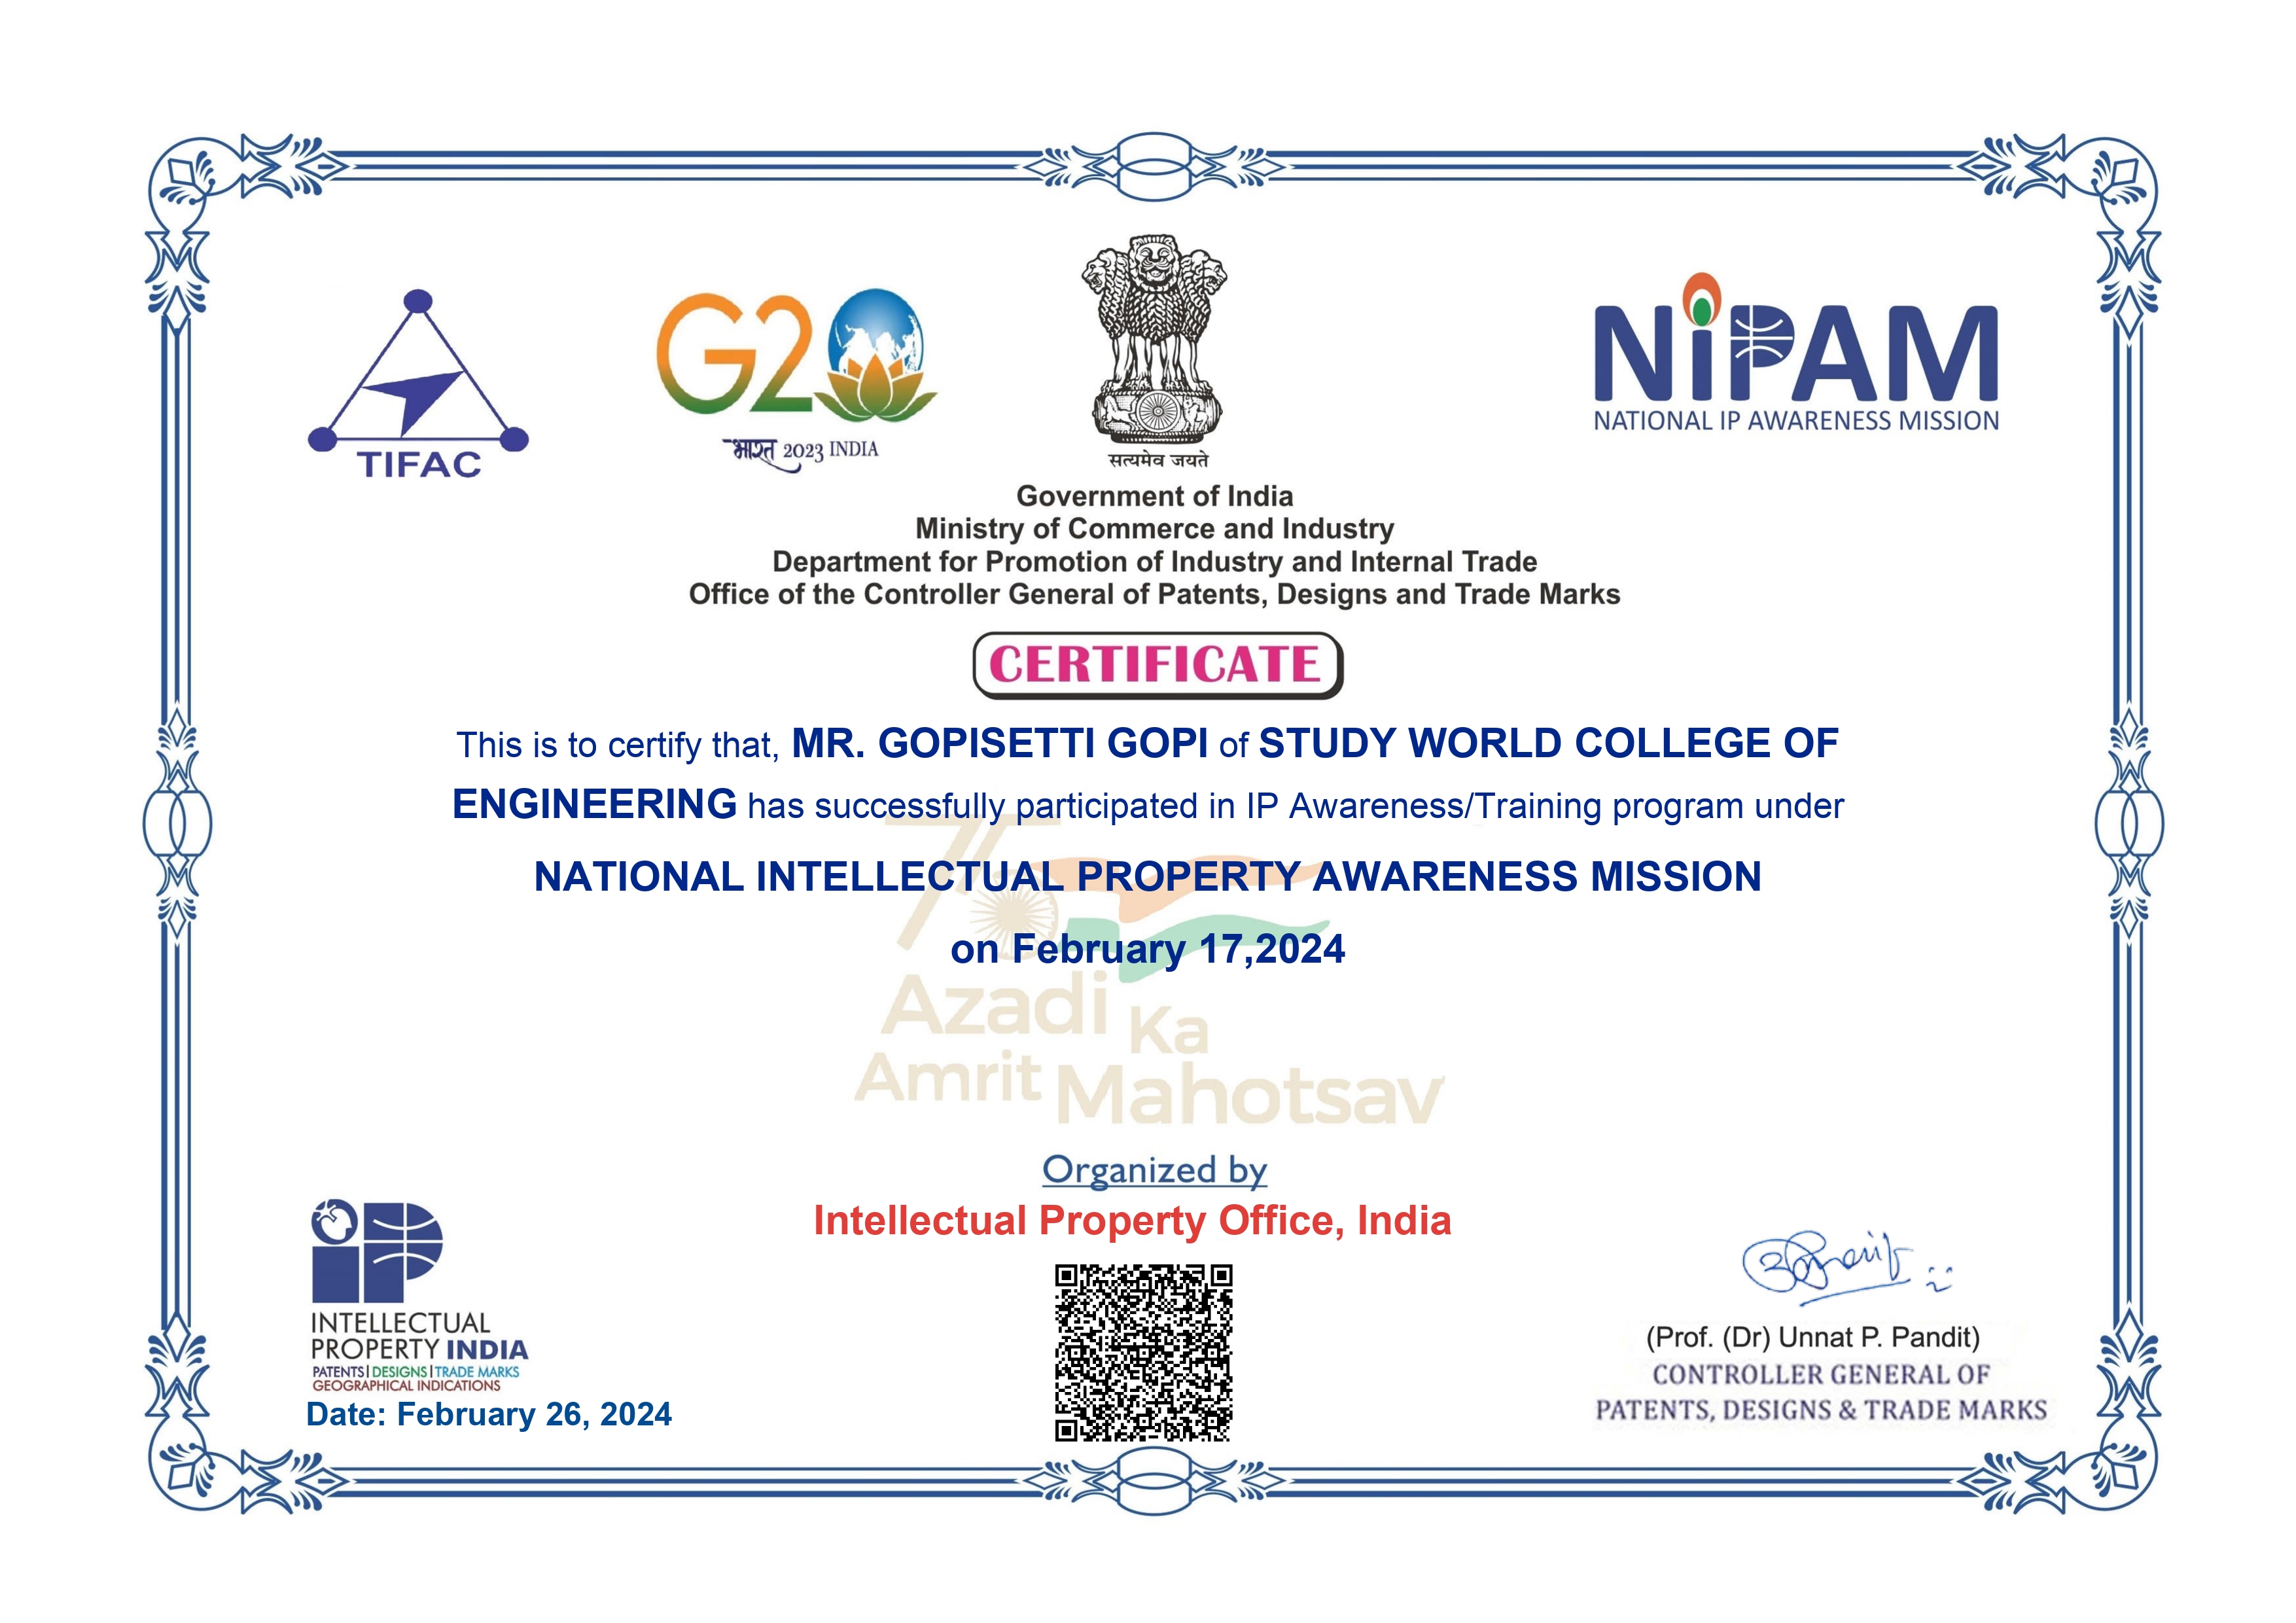 TIFAC
G20
भारत 2023 INDIA
सत्यमेव जयते
NiPAM
NATIONAL IP AWARENESS MISSION
Government of India
Ministry of Commerce and Industry
Department for Promotion of Industry and Internal Trade
Office of the Controller General of Patents, Designs and Trade Marks
CERTIFICATE
This is to certify that, MR. GOPISETTI GOPI of STUDY WORLD COLLEGE OF
ENGINEERING has successfully participated in IP Awareness/Training program under
NATIONAL INTELLECTUAL PROPERTY AWARENESS MISSION
on February 17,2024
75
Azadi Ka
Amrit Mahotsav
Organized by
Intellectual Property Office, India
iP
INTELLECTUAL
PROPERTY INDIA
PATENTS | DESIGNS | TRADE MARKS
GEOGRAPHICAL INDICATIONS
Date: February 26, 2024
(Prof. (Dr) Unnat P. Pandit)
CONTROLLER GENERAL OF
PATENTS, DESIGNS & TRADE MARKS